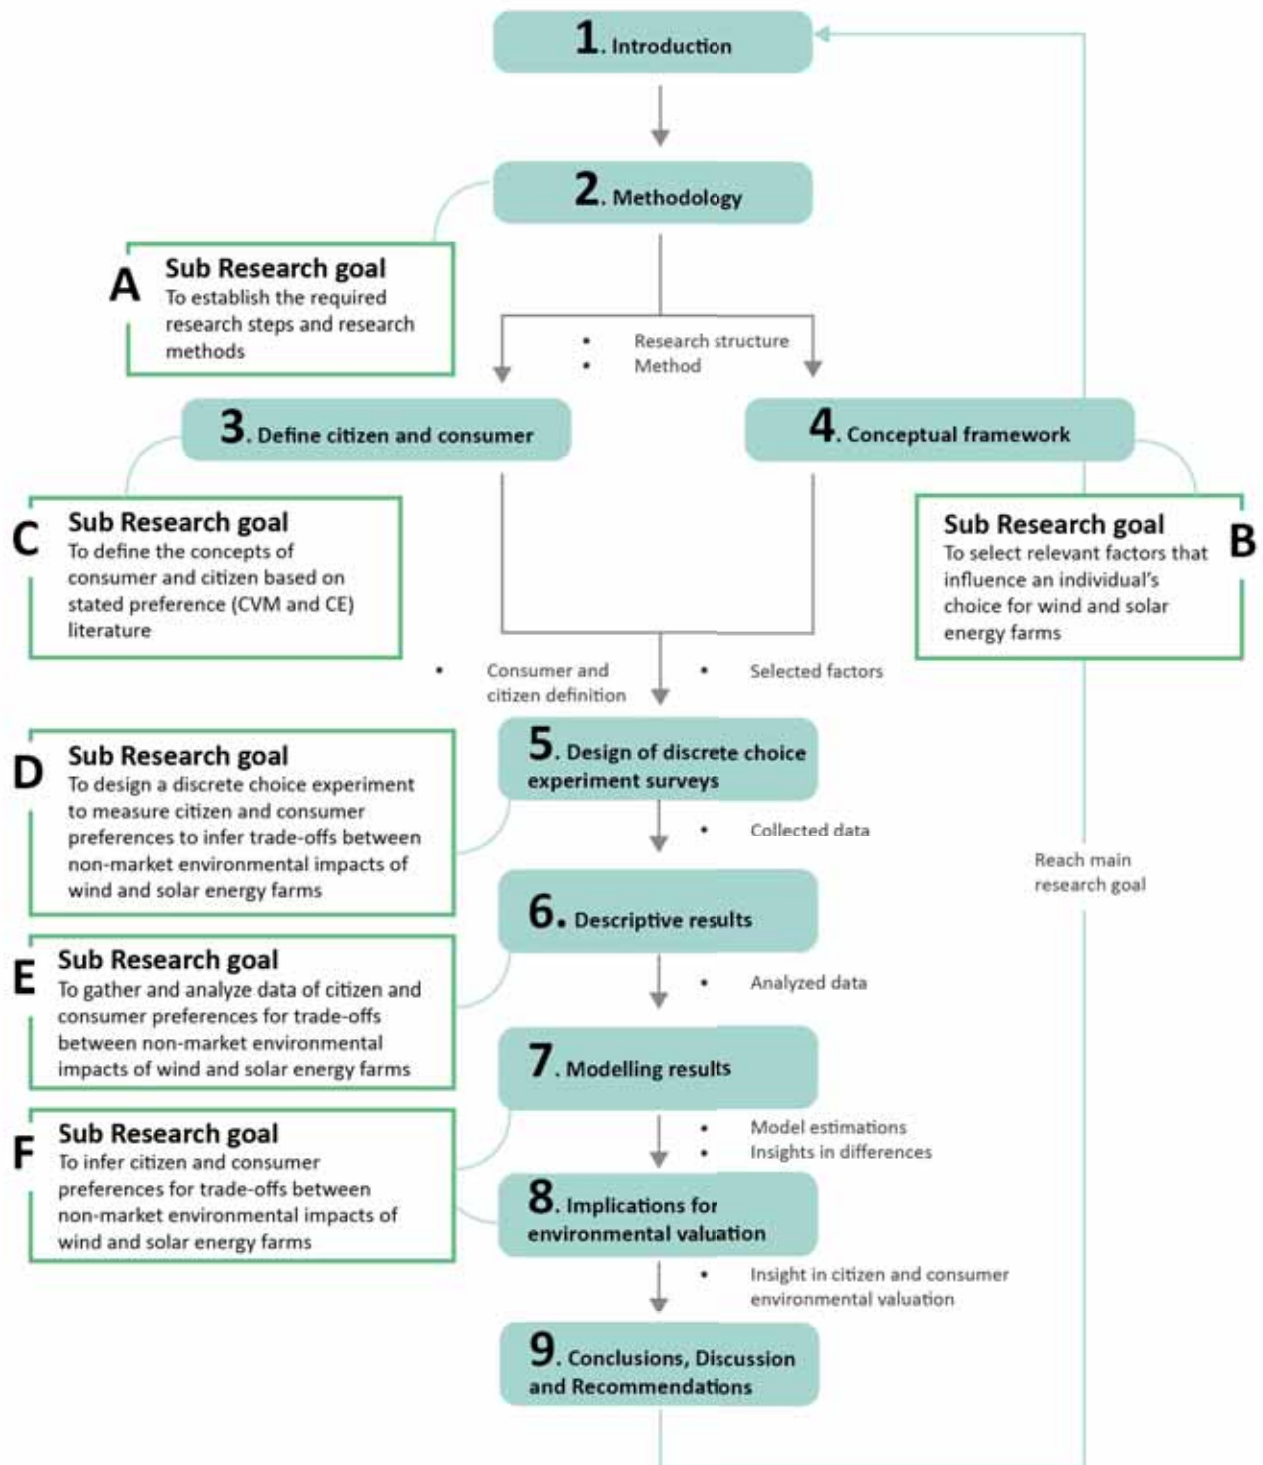 1. Introduction
2. Methodology
A
Sub Research goal
To establish the required
research steps and research
methods
• Research structure
• Method
3. Define citizen and consumer
4. Conceptual framework
C
Sub Research goal
To define the concepts of
consumer and citizen based on
stated preference (CVM and CE)
literature
Sub Research goal
B
To select relevant factors that
influence an individual's
choice for wind and solar
energy farms
• Consumer and
citizen definition
• Selected factors
5. Design of discrete choice
experiment surveys
D
Sub Research goal
To design a discrete choice experiment
to measure citizen and consumer
preferences to infer trade-offs between
non-market environmental impacts of
wind and solar energy farms
• Collected data
Reach main
research goal
6. Descriptive results
E
Sub Research goal
To gather and analyze data of citizen and
consumer preferences for trade-offs
between non-market environmental
impacts of wind and solar energy farms
• Analyzed data
7. Modelling results
• Model estimations
• Insights in differences
F
Sub Research goal
To infer citizen and consumer
preferences for trade-offs between
non-market environmental impacts of
wind and solar energy farms
8. Implications for
environmental valuation
• Insight in citizen and consumer
environmental valuation
9. Conclusions, Discussion
and Recommendations